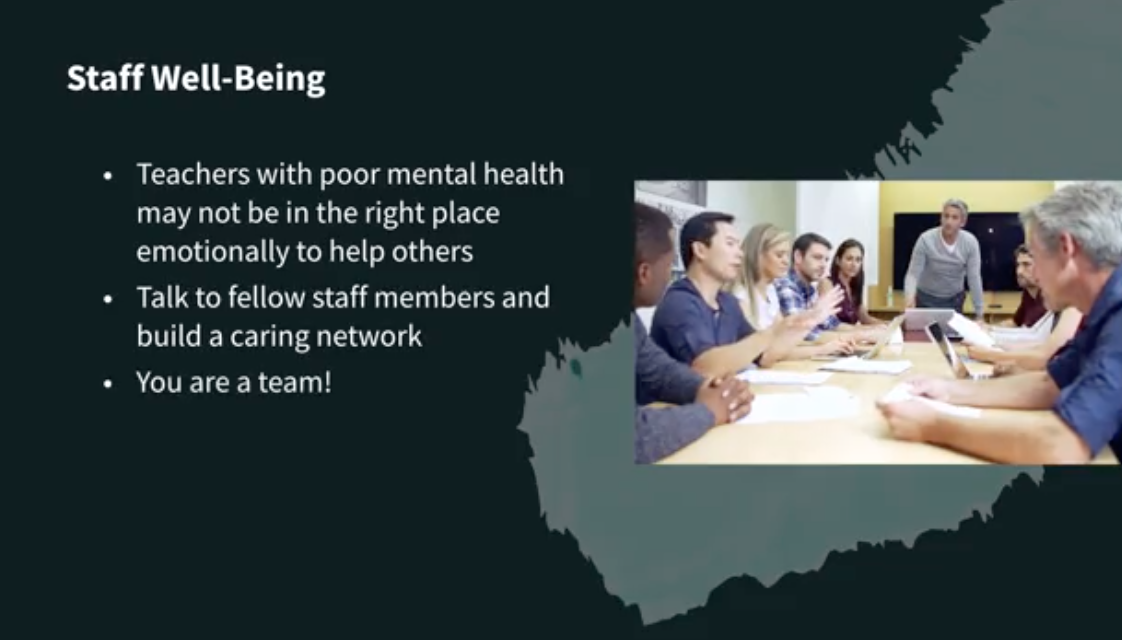 Staff Well-Being
• Teachers with poor mental health
may not be in the right place
emotionally to help others
• Talk to fellow staff members and
build a caring network
• You are a team!